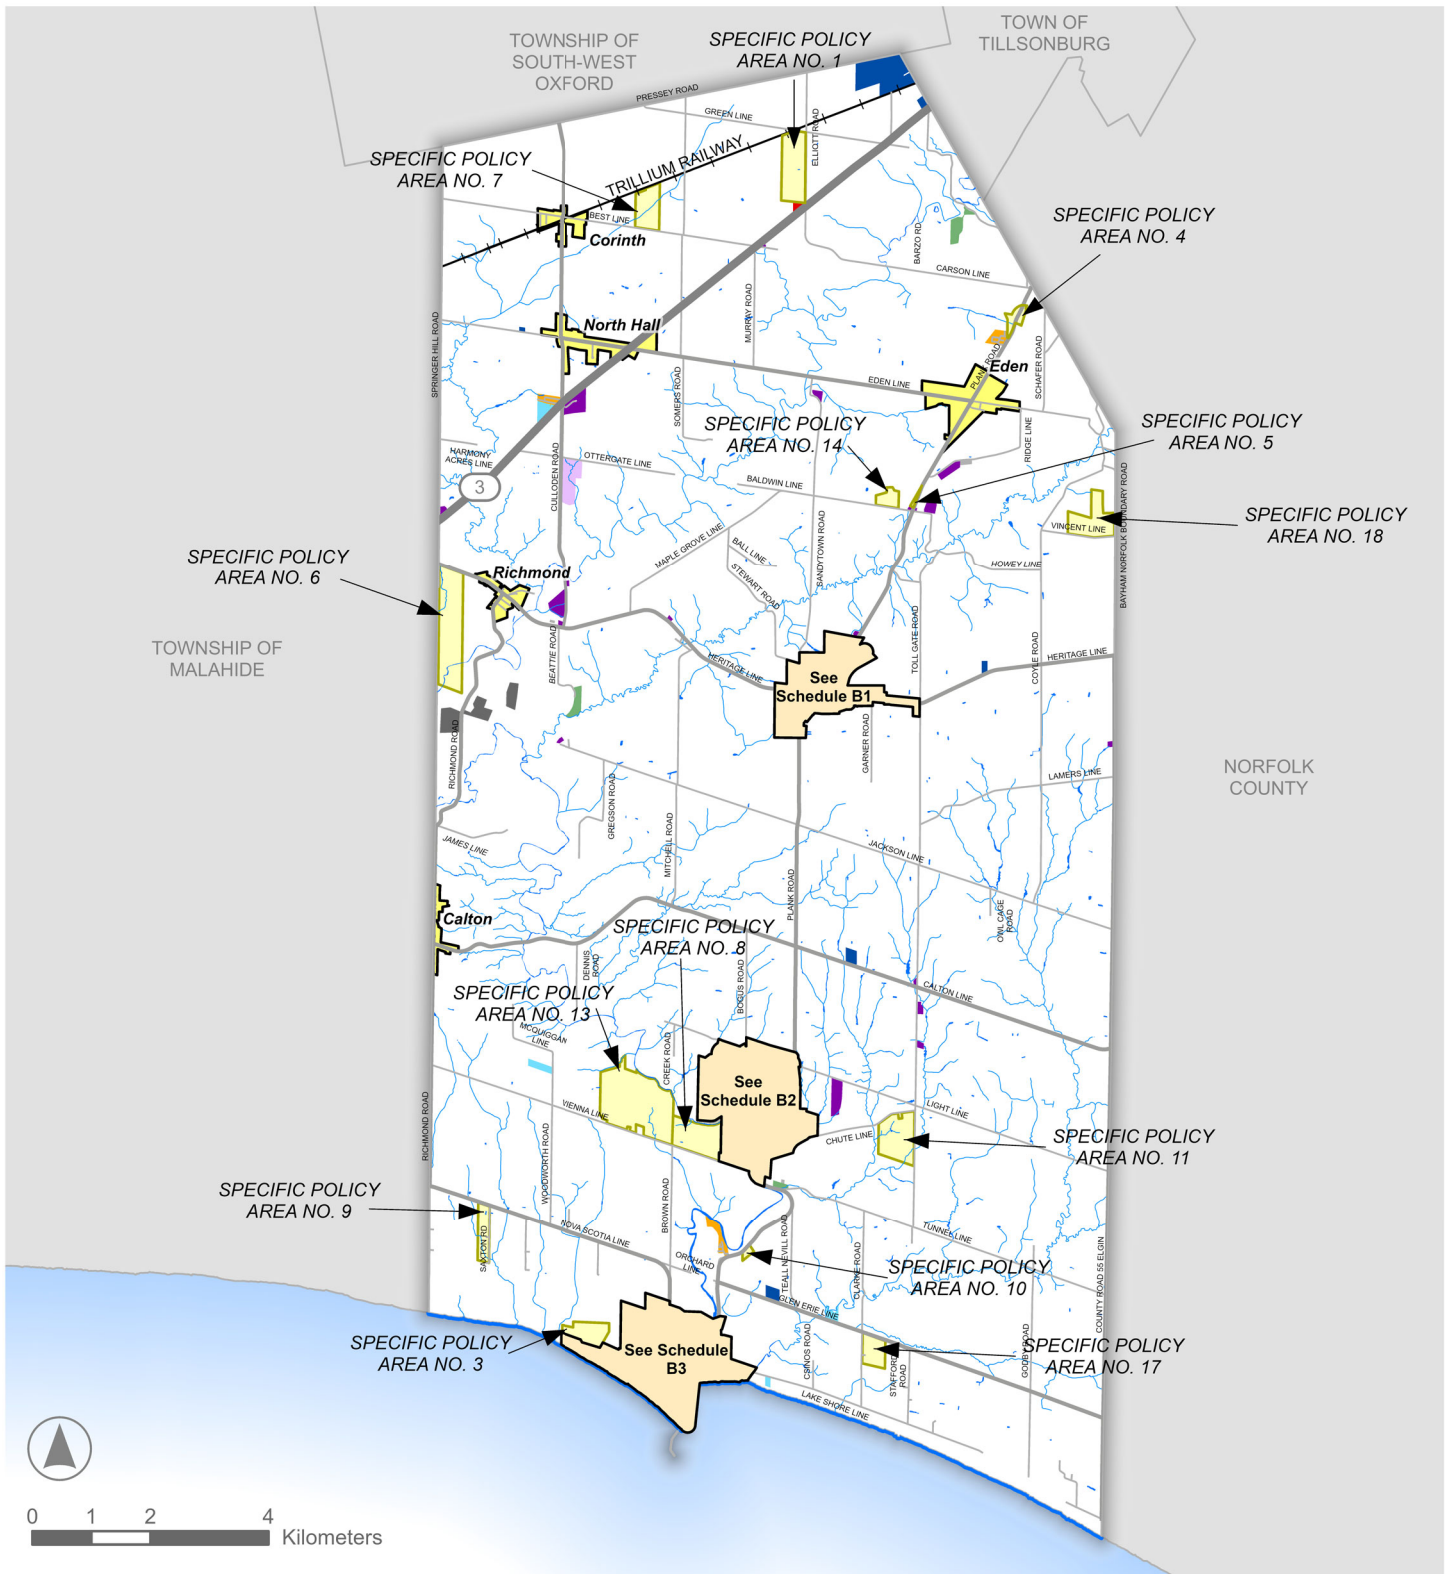 TOWNSHIP OF
SOUTH-WEST
OXFORD
SPECIFIC POLICY
AREA NO. 1
TOWN OF
TILLSONBURG
PRESSEY ROAD
GREEN LINE
ELLIOTT ROAD
SPECIFIC POLICY
AREA NO. 7
TRILLIUM RAILWAY
BEST LINE
Corinth
BARZO RD
SPECIFIC POLICY
AREA NO. 4
CARSON LINE
SPRINGER HILL ROAD
North Hall
MURRAY ROAD
PLANK ROAD
SCHAFER ROAD
Eden
EDEN LINE
SOMERS ROAD
SPECIFIC POLICY
AREA NO. 14
SPECIFIC POLICY
AREA NO. 5
RIDGE LINE
HARMONY
ACRES LINE
3
CULLODEN ROAD
OTTERGATE LINE
BALDWIN LINE
BAYHAM NORFOLK BOUNDARY ROAD
SPECIFIC POLICY
AREA NO. 18
VINCENT LINE
MAPLE GROVE LINE
BALL LINE
STEWART ROAD
SANDYTOWN ROAD
HOWEY LINE
SPECIFIC POLICY
AREA NO. 6
Richmond
TOWNSHIP OF
MALAHIDE
BEATTIE ROAD
HERITAGE LINE
TOLL GATE ROAD
COYLE ROAD
HERITAGE LINE
See
Schedule B1
RICHMOND ROAD
GARNER ROAD
NORFOLK
COUNTY
LAMERS LINE
GREGSON ROAD
MITCHELL ROAD
JAMES LINE
JACKSON LINE
PLANK ROAD
OWL CAGE
ROAD
Calton
SPECIFIC POLICY
AREA NO. 8
DENNIS
ROAD
BOGUS ROAD
CALTON LINE
SPECIFIC POLICY
AREA NO. 13
MCQUIGGAN
LINE
CREEK ROAD
See
Schedule B2
VIENNA LINE
LIGHT LINE
CHUTE LINE
SPECIFIC POLICY
AREA NO. 11
RICHMOND ROAD
WOODWORTH ROAD
SPECIFIC POLICY
AREA NO. 9
SAXTON RD
BROWN ROAD
NOVA SCOTIA LINE
ORCHARD
LINE
TEALL NEVILL ROAD
TUNNEL LINE
CLARKE ROAD
SPECIFIC POLICY
AREA NO. 10
COUNTY ROAD 55 ELGIN
GLEN ERIE LINE
SPECIFIC POLICY
AREA NO. 3
See Schedule
B3
CSINOS ROAD
STAFFORD
ROAD
GODBY ROAD
SPECIFIC POLICY
AREA NO. 17
LAKE SHORE LINE
0 1 2 4
Kilometers